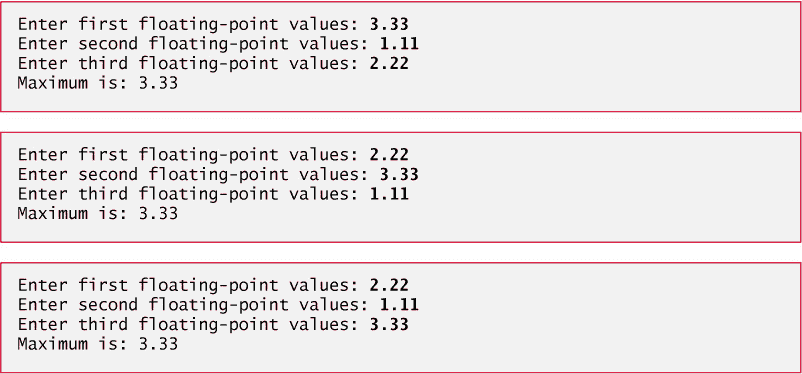 Enter first floating-point values: 3.33
Enter second floating-point values: 1.11
Enter third floating-point values: 2.22
Maximum is: 3.33
Enter first floating-point values: 2.22
Enter second floating-point values: 3.33
Enter third floating-point values: 1.11
Maximum is: 3.33
Enter first floating-point values: 2.22
Enter second floating-point values: 1.11
Enter third floating-point values: 3.33
Maximum is: 3.33